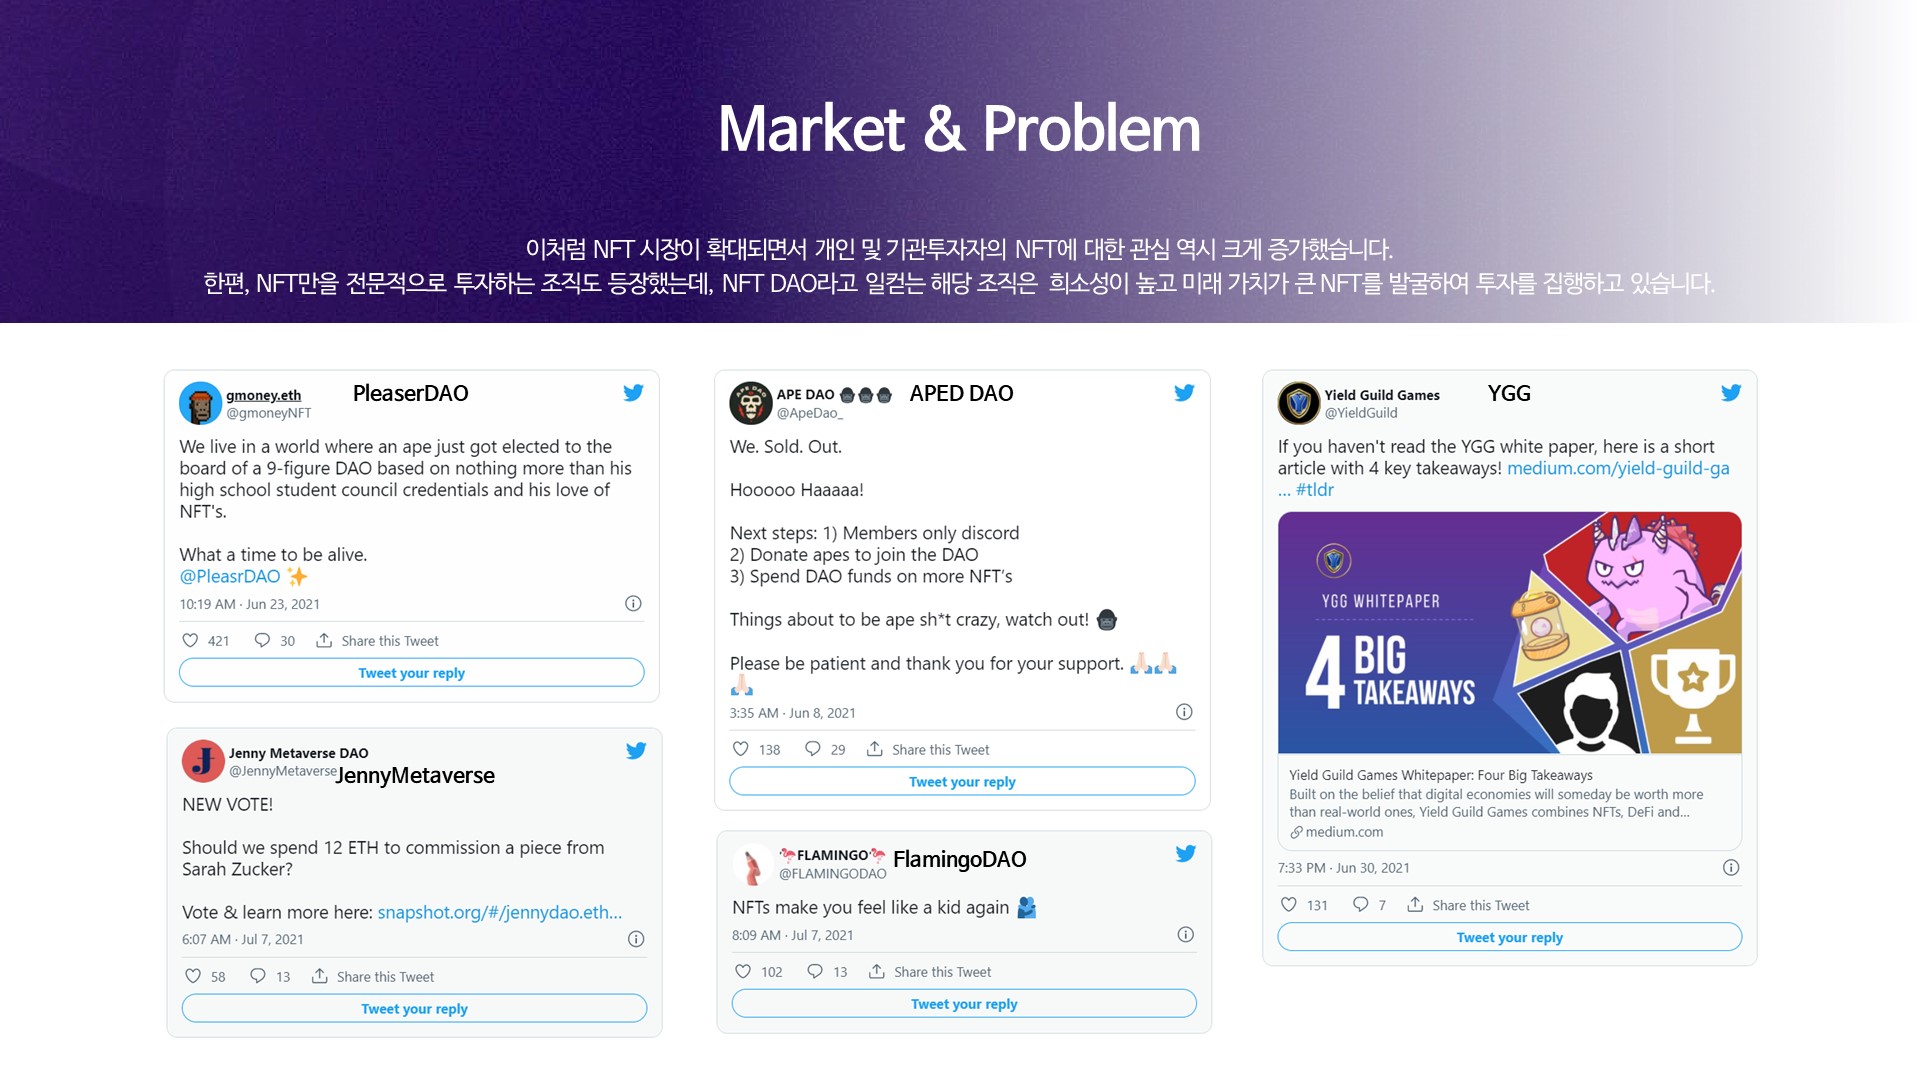 Market & Problem
이처럼 NFT 시장이 확대되면서 개인 및 기관투자자의 NFT에 대한 관심 역시 크게 증가했습니다.
한편, NFT만을 전문적으로 투자하는 조직도 등장했는데, NFT DAO라고 일컫는 해당 조직은 희소성이 높고 미래 가치가 큰 NFT를 발굴하여 투자를 집행하고 있습니다.
gmoney.eth
@gmoneyNFT
PleaserDAO
We live in a world where an ape just got elected to the
board of a 9-figure DAO based on nothing more than his
high school student council credentials and his love of
NFT's.
What a time to be alive.
@PleasrDAO ✨
10:19 AM · Jun 23, 2021
421 30 Share this Tweet
Tweet your reply
Jenny Metaverse DAO
@JennyMetaverse
JennyMetaverse
NEW VOTE!
Should we spend 12 ETH to commission a piece from
Sarah Zucker?
Vote & learn more here: snapshot.org/#/jennydao.eth...
6:07 AM · Jul 7, 2021
58 13 Share this Tweet
Tweet your reply
APE DAO
@ApeDao_
APED DAO
APE DAO
We. Sold. Out.
Hooooo Haaaaa!
Next steps: 1) Members only discord
2) Donate apes to join the DAO
3) Spend DAO funds on more NFT’s
Things about to be ape sh*t crazy, watch out!
Please be patient and thank you for your support. 🙏🏻🙏🏻
🙏🏻
3:35 AM · Jun 8, 2021
138 29 Share this Tweet
Tweet your reply
🦩FLAMINGO🦩
@FLAMINGODAO
FlamingoDAO
NFTs make you feel like a kid again 🫂
8:09 AM · Jul 7, 2021
102 13 Share this Tweet
Tweet your reply
Yield Guild Games
@YieldGuild
YGG
If you haven't read the YGG white paper, here is a short
article with 4 key takeaways! medium.com/yield-guild-ga
... #tldr
YGG WHITEPAPER
4 BIG
TAKEAWAYS
Yield Guild Games Whitepaper: Four Big Takeaways
Built on the belief that digital economies will someday be worth more
than real-world ones, Yield Guild Games combines NFTs, DeFi and...
medium.com
7:33 PM · Jun 30, 2021
131 7 Share this Tweet
Tweet your reply